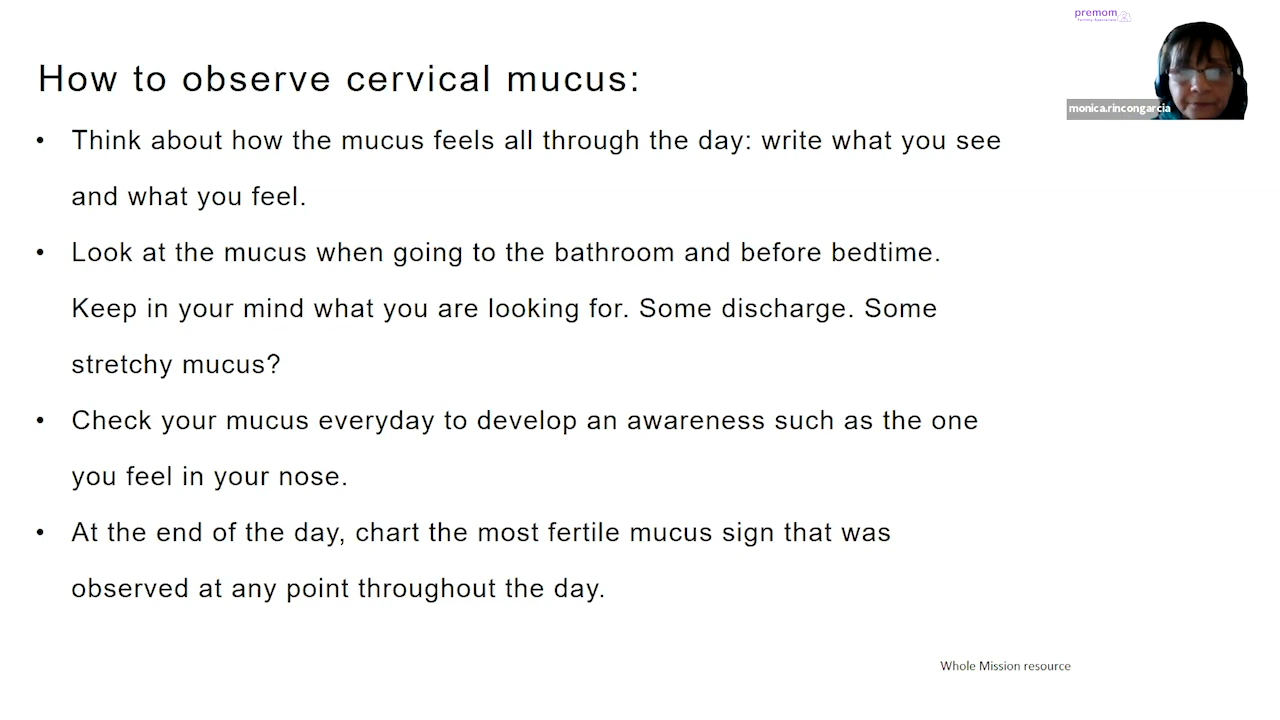 premom
How to observe cervical mucus:
monica.rincongarcia
• Think about how the mucus feels all through the day: write what you see
and what you feel.
• Look at the mucus when going to the bathroom and before bedtime.
Keep in your mind what you are looking for. Some discharge. Some
stretchy mucus?
• Check your mucus everyday to develop an awareness such as the one
you feel in your nose.
• At the end of the day, chart the most fertile mucus sign that was
observed at any point throughout the day.
Whole Mission resource